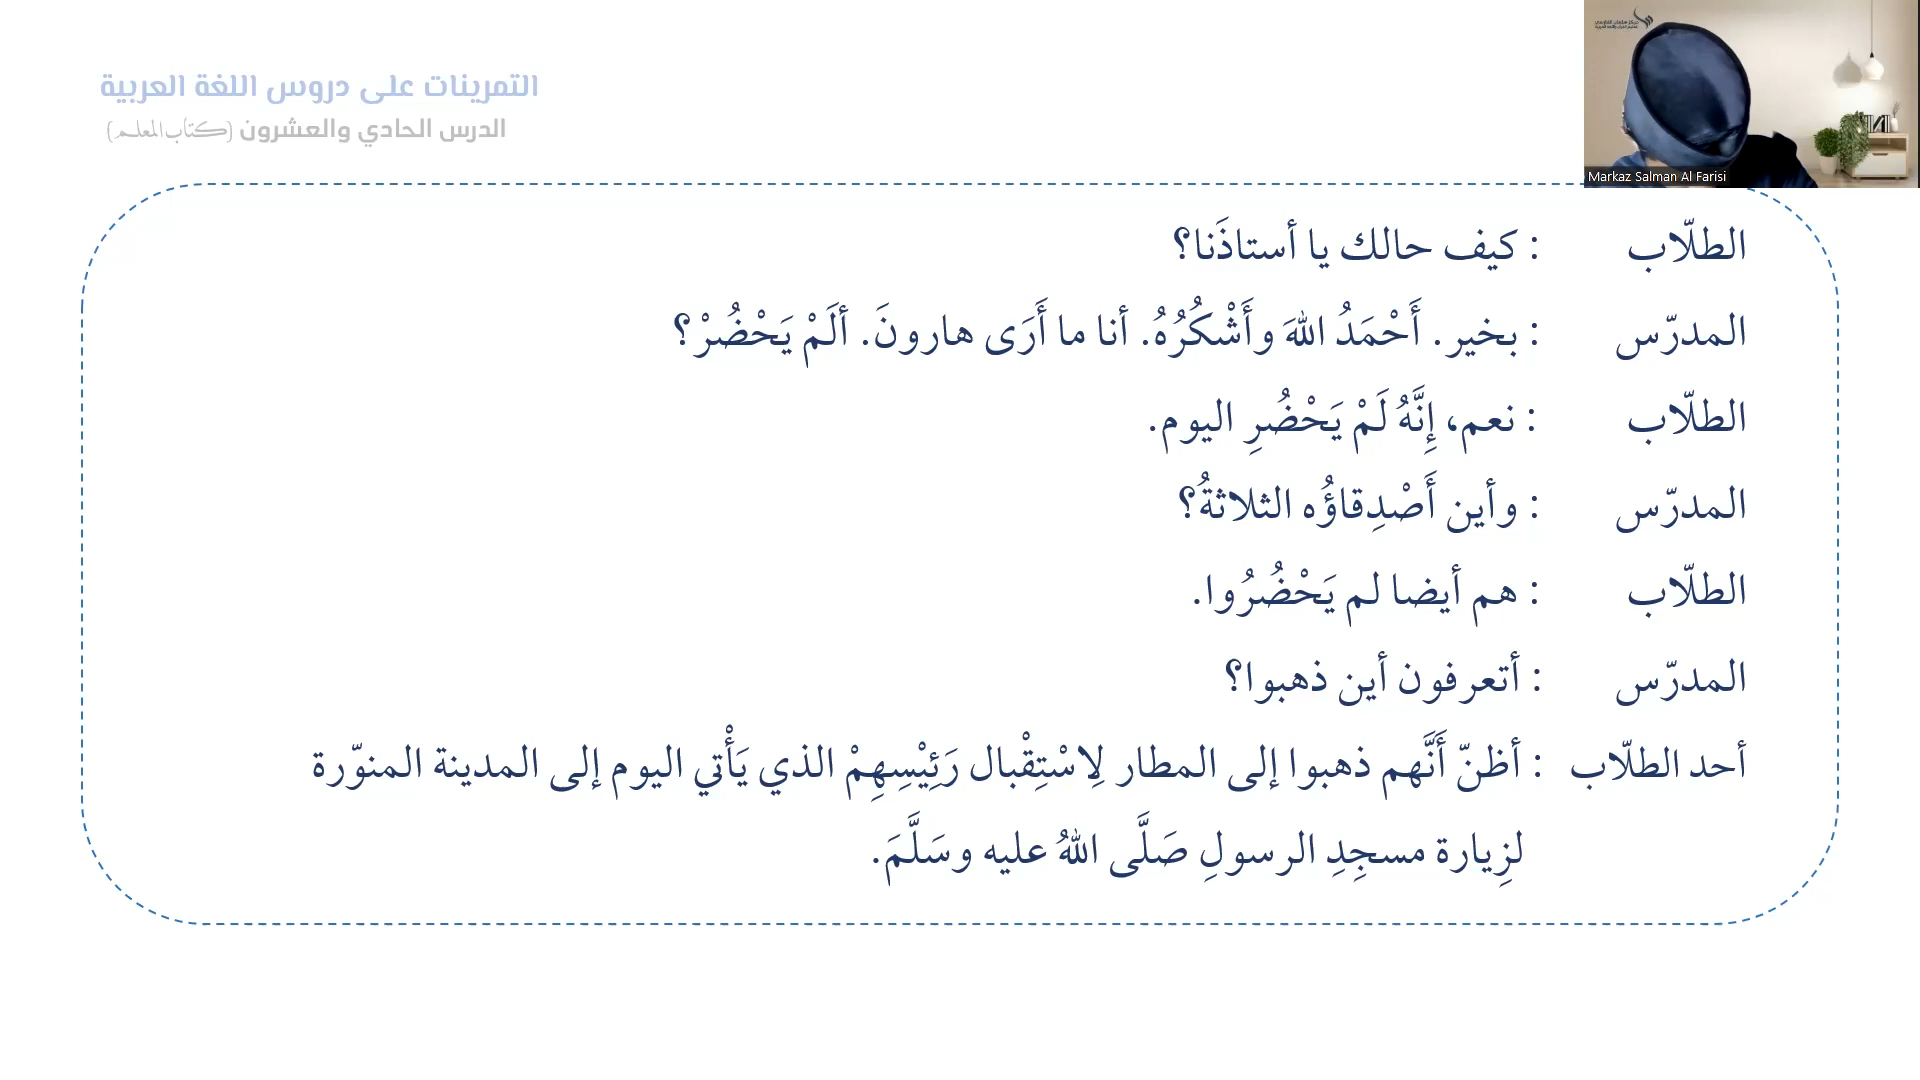 التمرينات على دروس اللغة العربية
الدرس الحادي والعشرون (كتاب المعلم)
Markaz Salman Al Farisi
الطلّاب : كيف حالك يا أستاذَنا؟
المدرّس : بخير. أَحْمَدُ اللهَ وأَشْكُرُهُ. أنا ما أَرَى هارونَ. ألَمْ يَحْضُرْ؟
الطلّاب : نعم، إِنَّهُ لَمْ يَحْضُرِ اليوم.
المدرّس : وأين أَصْدِقاؤُه الثلاثةُ؟
الطلّاب : هم أيضا لم يَحْضُرُوا.
المدرّس : أتعرفون أين ذهبوا؟
أحد الطلّاب : أظنّ أَنَّهم ذهبوا إلى المطار لِاسْتِقْبال رَئِيْسِهِمْ الذي يَأْتي اليوم إلى المدينة المنوّرة
لزِيارة مسجِدِ الرسولِ صَلَّى اللهُ عليه وسَلَّمَ.